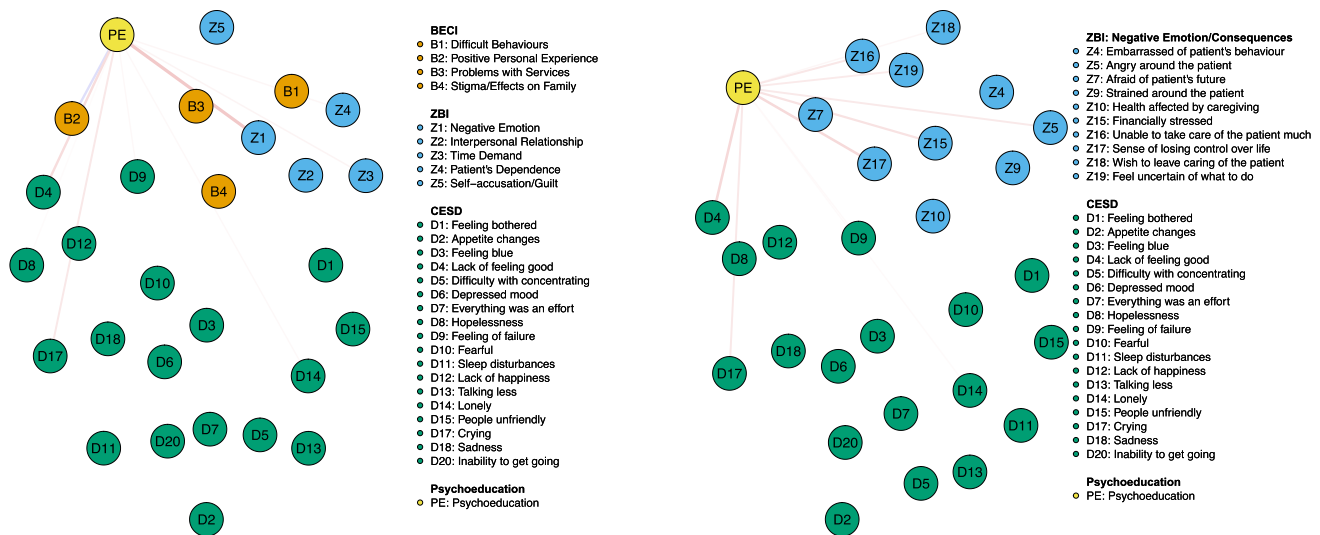 PE
Z5
B2
B3
B1
Z1
Z4
Z2
Z3
B4
D9
D4
D12
D8
D10
D1
D3
D15
D18
D6
D17
D14
D7
D20
D5
D11
D13
D2
BECI
B1: Difficult Behaviours
B2: Positive Personal Experience
B3: Problems with Services
B4: Stigma/Effects on Family
ZBI
Z1: Negative Emotion
Z2: Interpersonal Relationship
Z3: Time Demand
Z4: Patient's Dependence
Z5: Self−accusation/Guilt
CESD
D1: Feeling bothered
D2: Appetite changes
D3: Feeling blue
D4: Lack of feeling good
D5: Difficulty with concentrating
D6: Depressed mood
D7: Everything was an effort
D8: Hopelessness
D9: Feeling of failure
D10: Fearful
D11: Sleep disturbances
D12: Lack of happiness
D13: Talking less
D14: Lonely
D15: People unfriendly
D17: Crying
D18: Sadness
D20: Inability to get going
Psychoeducation
PE: Psychoeducation
Z18
Z16
Z19
PE
Z4
Z7
Z5
Z15
Z17
Z9
Z10
D4
D12
D9
D8
D1
D10
D3
D15
D18
D6
D17
D14
D7
D11
D20
D13
D5
D2
ZBI: Negative Emotion/Consequences
Z4: Embarrassed of patient's behaviour
Z5: Angry around the patient
Z7: Afraid of patient's future
Z9: Strained around the patient
Z10: Health affected by caregiving
Z15: Financially stressed
Z16: Unable to take care of the patient much
Z17: Sense of losing control over life
Z18: Wish to leave caring of the patient
Z19: Feel uncertain of what to do
CESD
D1: Feeling bothered
D2: Appetite changes
D3: Feeling blue
D4: Lack of feeling good
D5: Difficulty with concentrating
D6: Depressed mood
D7: Everything was an effort
D8: Hopelessness
D9: Feeling of failure
D10: Fearful
D11: Sleep disturbances
D12: Lack of happiness
D13: Talking less
D14: Lonely
D15: People unfriendly
D17: Crying
D18: Sadness
D20: Inability to get going
Psychoeducation
PE: Psychoeducation